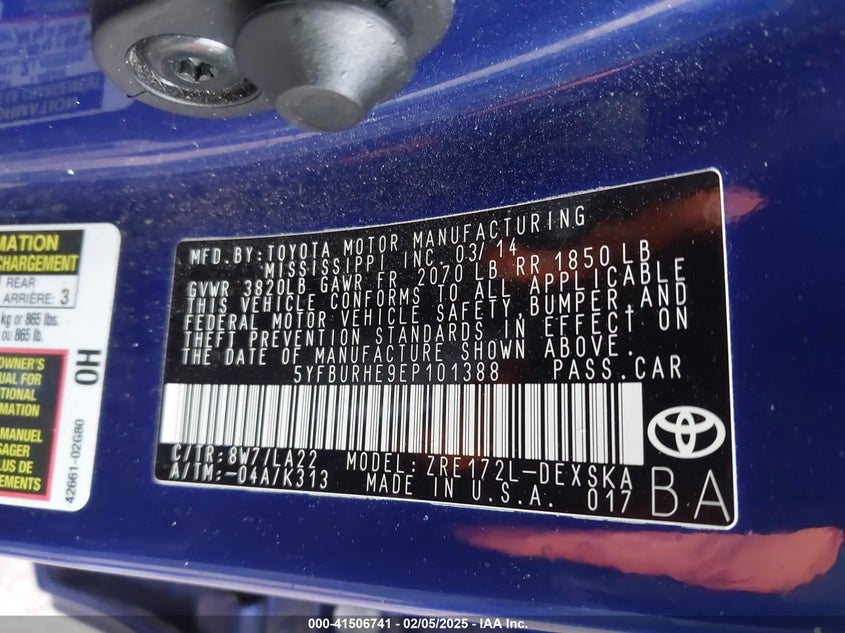 MATION
CHARGEMENT
REAR
ARRIÈRE: 3
kg or 865 lbs.
ou 865 lb.
OWNER'S
UAL FOR
TIONAL
RMATION
MANUEL
SAGER
PLUS DE
EMENTS
HO
42661-02G80
MFD.BY:TOYOTA MOTOR MANUFACTURING
MISSISSIPPI INC.03/14
GVWR 3820LB GAWR FR 2070 LB RR 1850 LB
THIS VEHICLE CONFORMS TO ALL APPLICABLE
FEDERAL MOTOR VEHICLE SAFETY,BUMPER,AND
THEFT PREVENTION STANDARDS IN EFFECT ON
THE DATE OF MANUFACTURE SHOWN ABOVE.
5YFBURHE9EP101388 PASS.CAR
C/TR:8W7/LA22 MODEL:ZRE172L-DEXSKA
A/TM:-04A/K313 MADE IN U.S.A. 017
BA
000-41506741 - 02/05/2025 - IAA Inc.